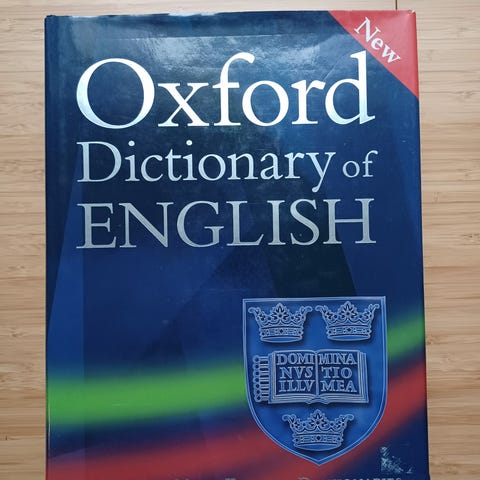 New
Oxford
Dictionary of
ENGLISH
DOMI MINA
NVS TIO
ILLV MEA